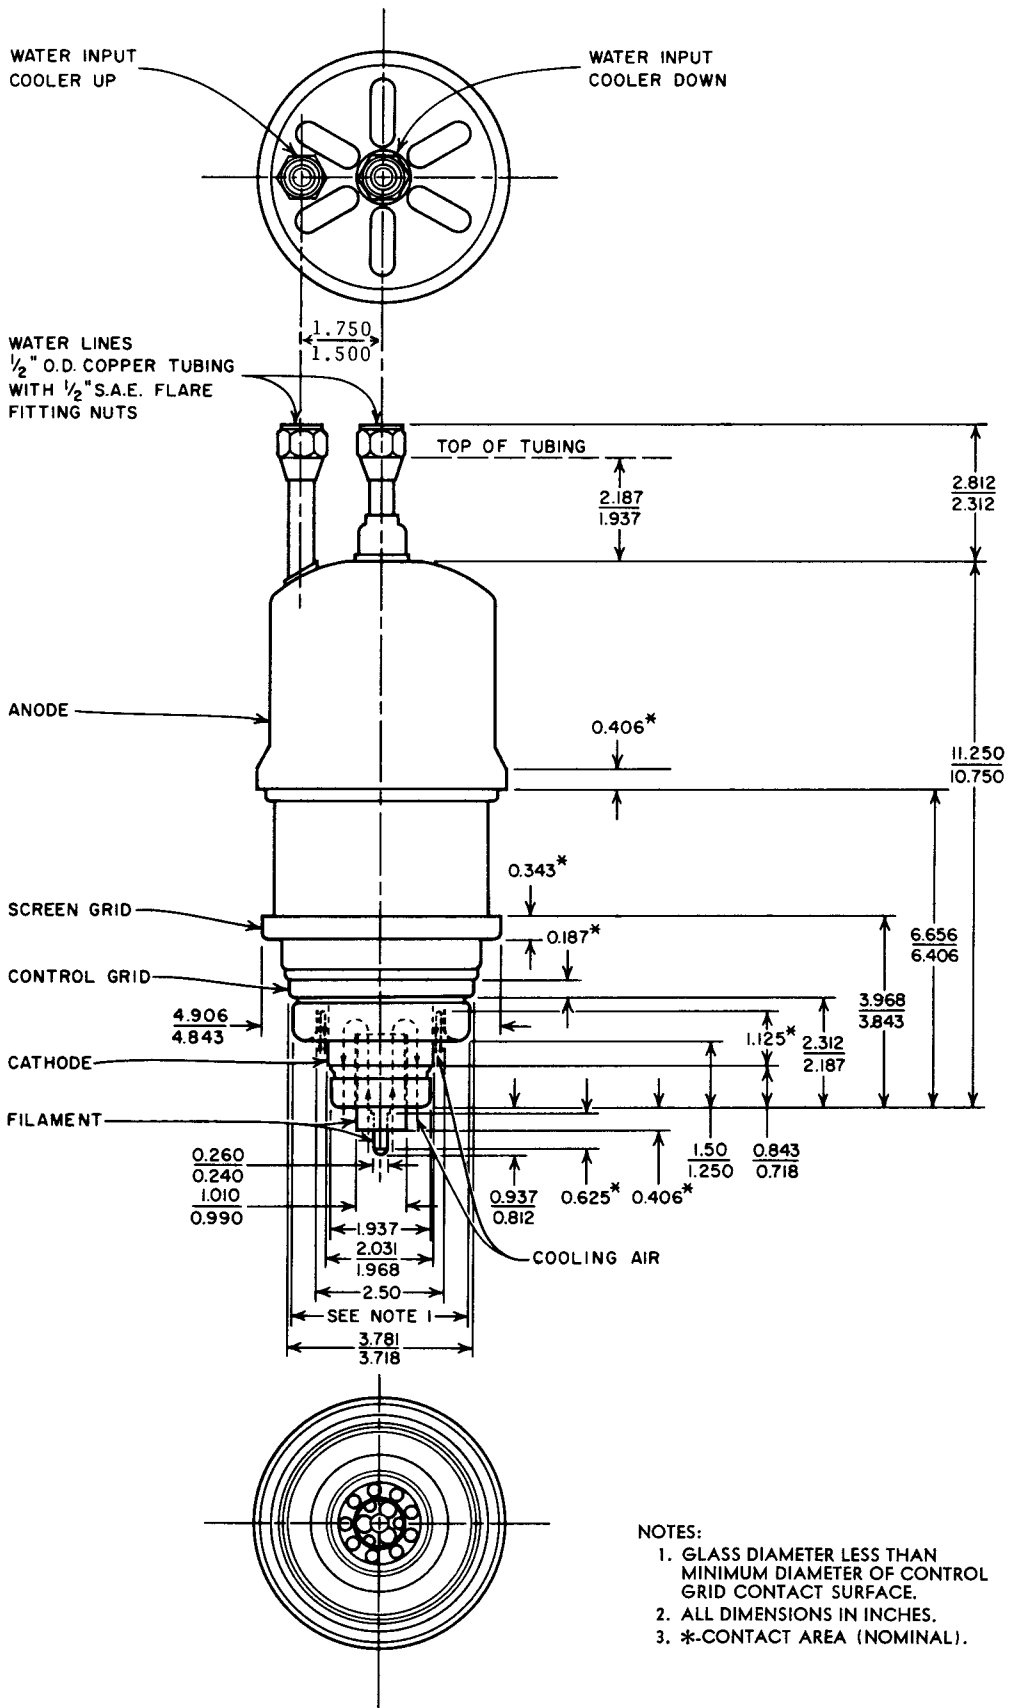 WATER INPUT
COOLER UP
WATER INPUT
COOLER DOWN
1.750
1.500
WATER LINES
1/2" O.D. COPPER TUBING
WITH 1/2" S.A.E. FLARE
FITTING NUTS
TOP OF TUBING
2.187
1.937
2.812
2.312
ANODE
0.406*
11.250
10.750
0.343*
SCREEN GRID
0.187*
6.656
6.406
CONTROL GRID
3.968
3.843
4.906
4.843
1.125*
2.312
2.187
CATHODE
FILAMENT
0.260
0.240
1.010
0.990
0.937
0.812
0.625*
0.406*
1.50
1.250
0.843
0.718
1.937
2.031
1.968
COOLING AIR
2.50
SEE NOTE 1
3.781
3.718
NOTES:
1. GLASS DIAMETER LESS THAN
MINIMUM DIAMETER OF CONTROL
GRID CONTACT SURFACE.
2. ALL DIMENSIONS IN INCHES.
3. *-CONTACT AREA (NOMINAL).